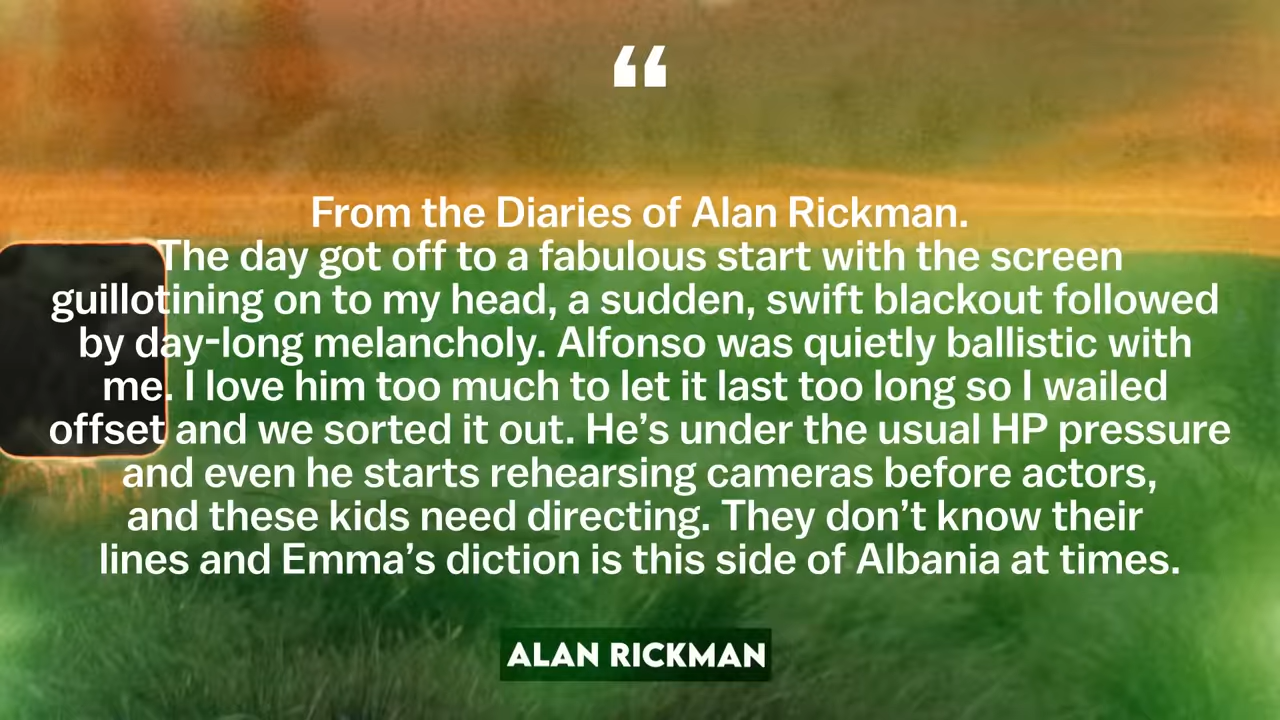 “
From the Diaries of Alan Rickman.
The day got off to a fabulous start with the screen
guillotining on to my head, a sudden, swift blackout followed
by day-long melancholy. Alfonso was quietly ballistic with
me. I love him too much to let it last too long so I wailed
offset and we sorted it out. He’s under the usual HP pressure
and even he starts rehearsing cameras before actors,
and these kids need directing. They don’t know their
lines and Emma’s diction is this side of Albania at times.
ALAN RICKMAN